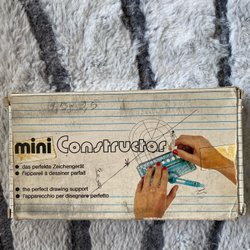 mini Constructor
• das perfekte Zeichengerät
• l'appareil à dessiner parfait
• the perfect drawing support
• l'apparecchio per disegnare perfetto